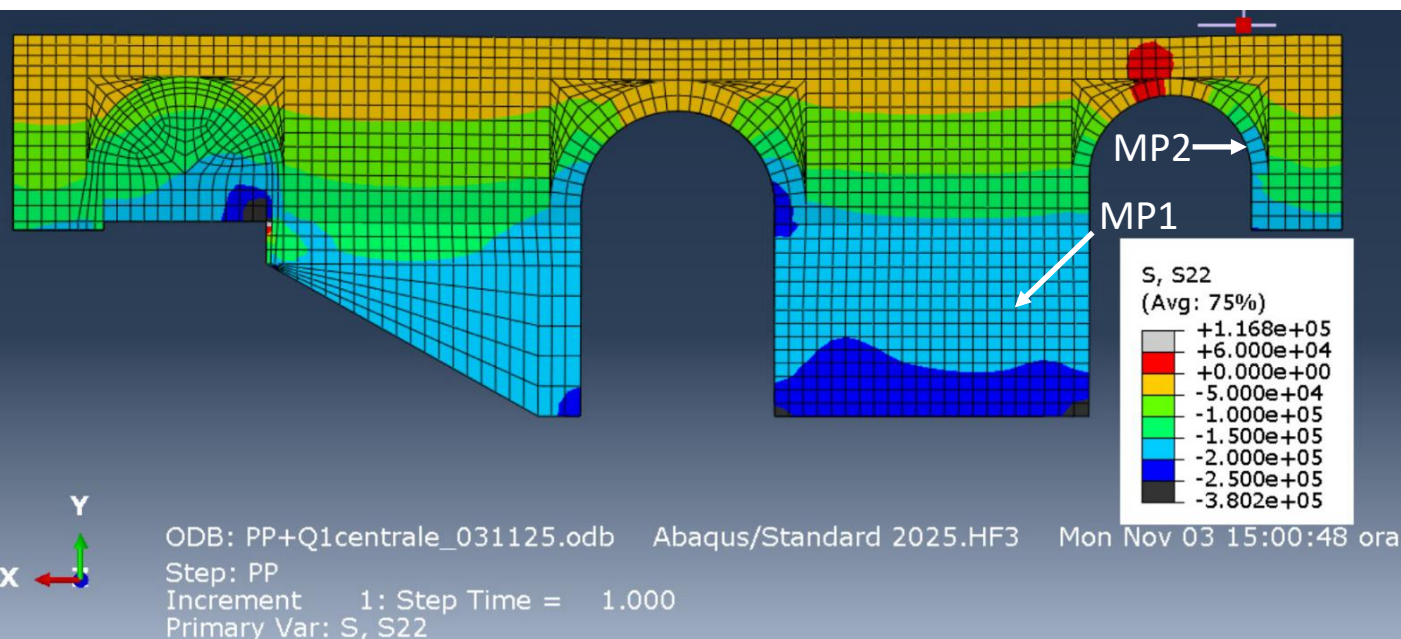 MP2
MP1
S, S22
(Avg: 75%)
+1.168e+05
+6.000e+04
+0.000e+00
-5.000e+04
-1.000e+05
-1.500e+05
-2.000e+05
-2.500e+05
-3.802e+05
Y
X
Z
ODB: PP+Q1centrale_031125.odb Abaqus/Standard 2025.HF3 Mon Nov 03 15:00:48 ora
Step: PP
Increment 1: Step Time = 1.000
Primary Var: S, S22